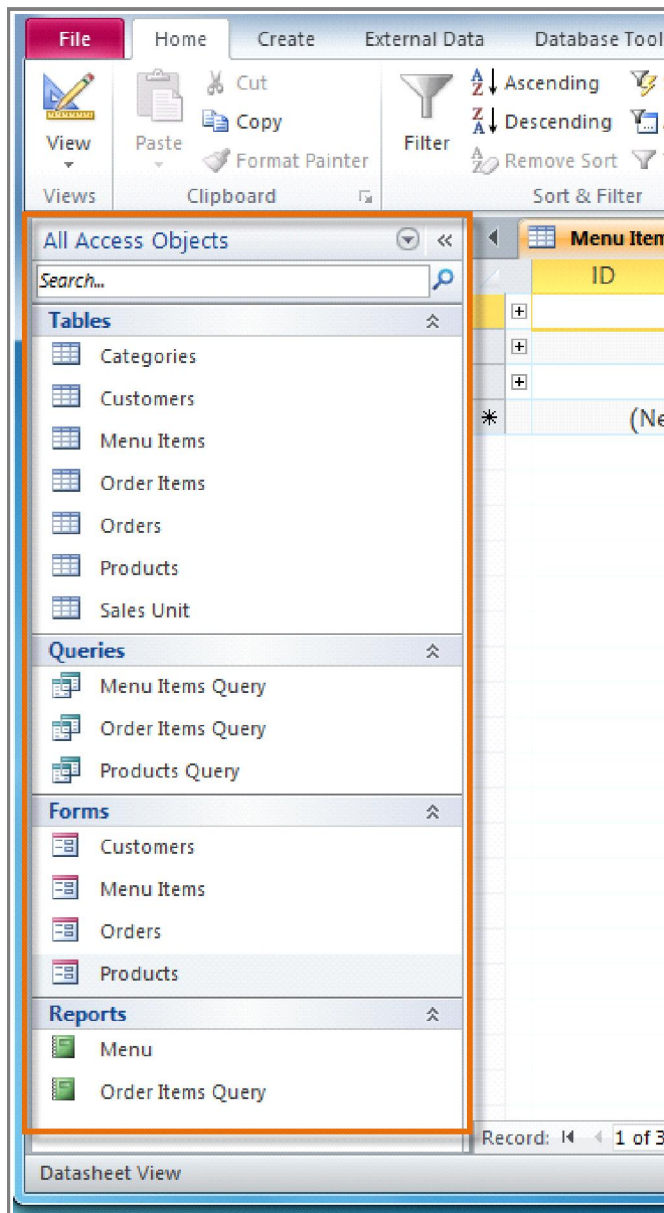 File Home Create External Data Database Tool
Cut Ascending
Copy Descending
View Paste Format Painter Filter Remove Sort
Views Clipboard Sort & Filter
All Access Objects
Menu Item
Search...
ID
Tables
Categories
Customers
Menu Items
(Ne
Order Items
Orders
Products
Sales Unit
Queries
Menu Items Query
Order Items Query
Products Query
Forms
Customers
Menu Items
Orders
Products
Reports
Menu
Order Items Query
Record: 1 of 3
Datasheet View